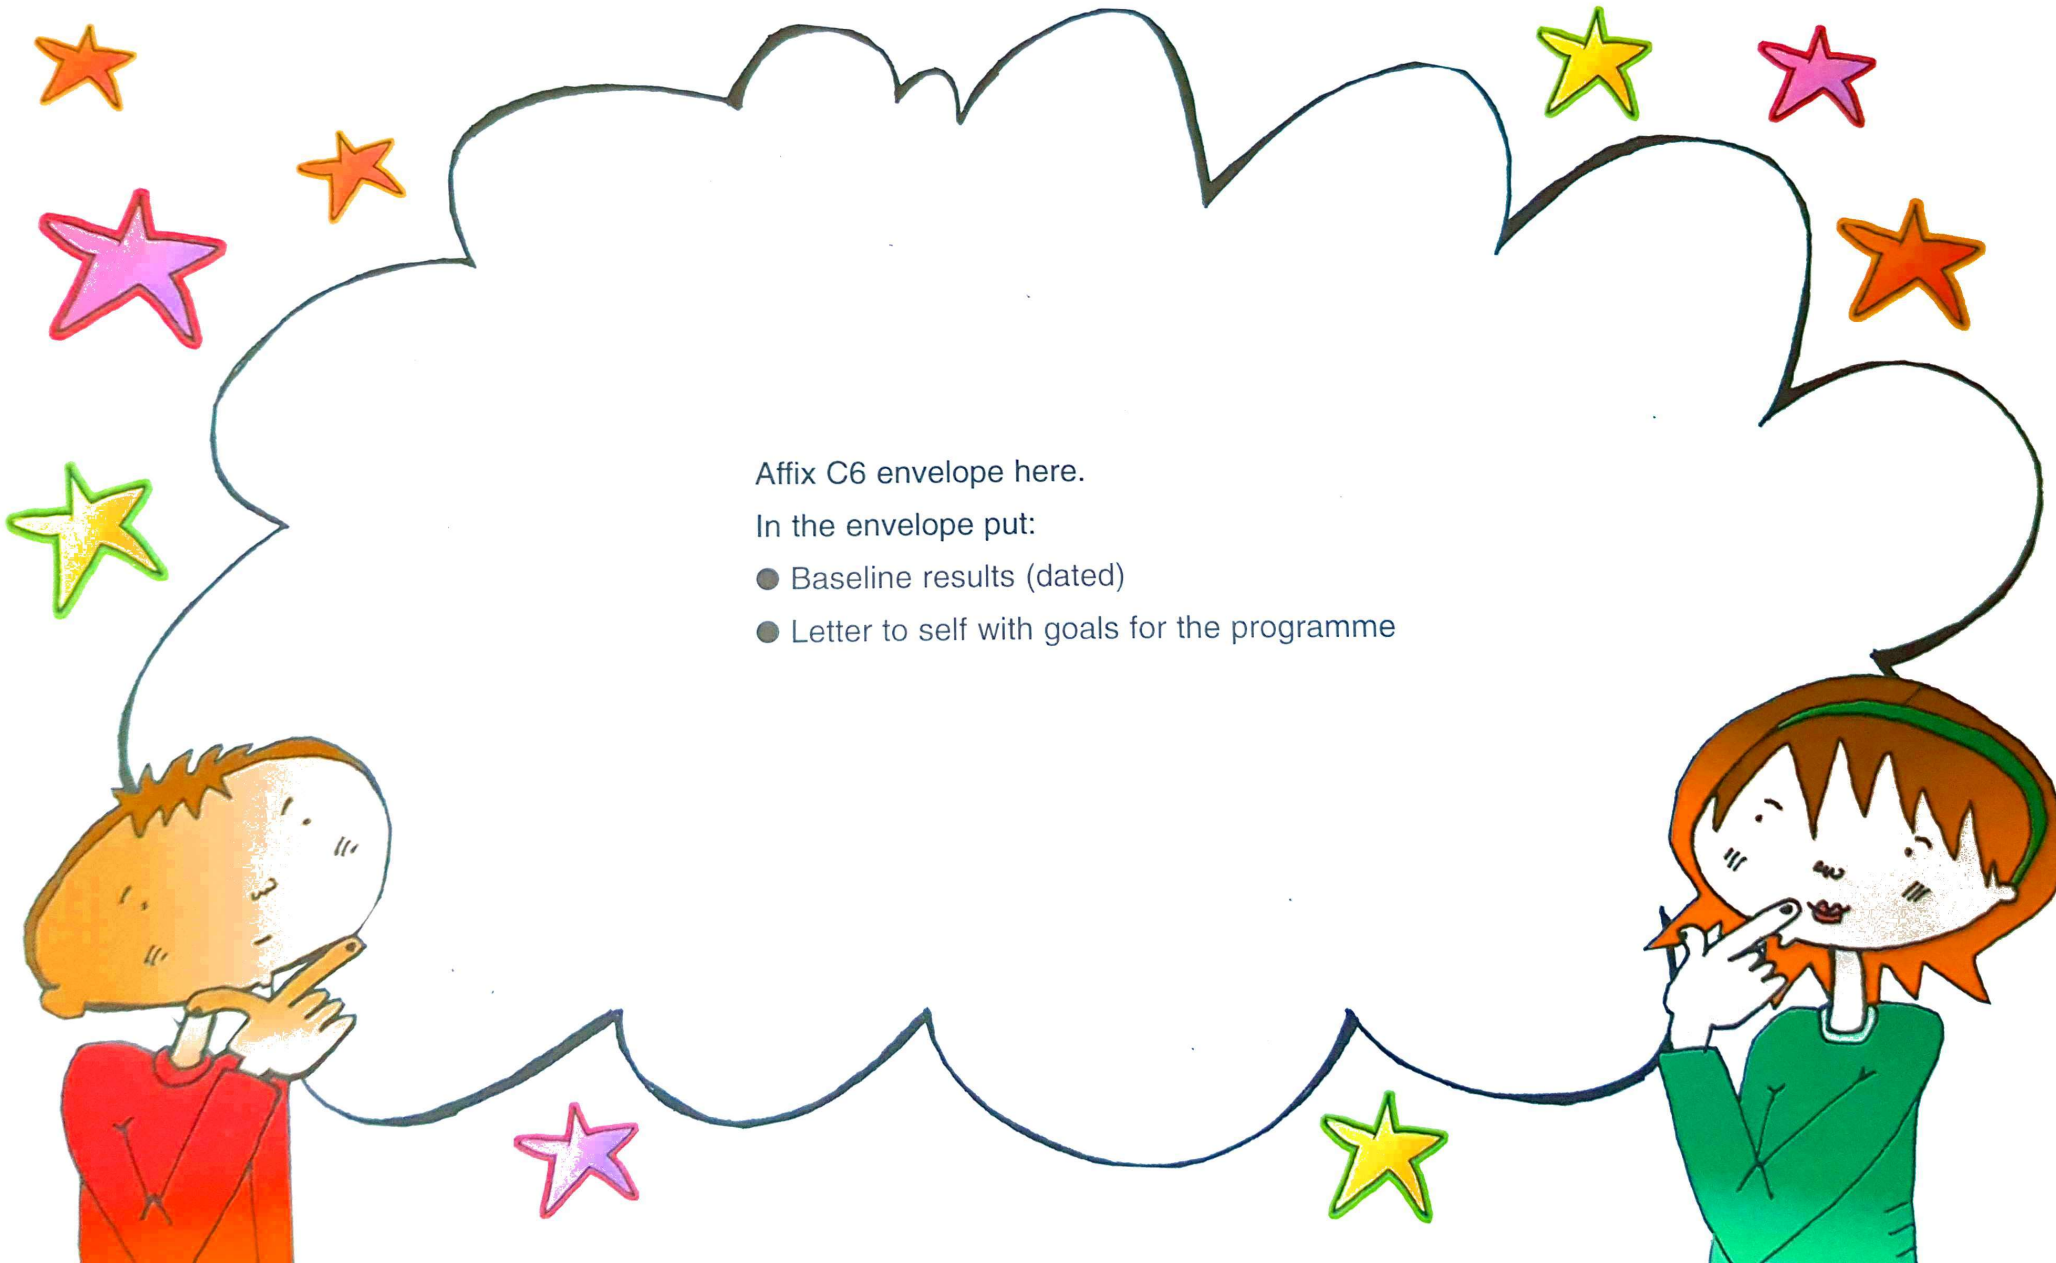 Affix C6 envelope here.
In the envelope put:
● Baseline results (dated)
● Letter to self with goals for the programme